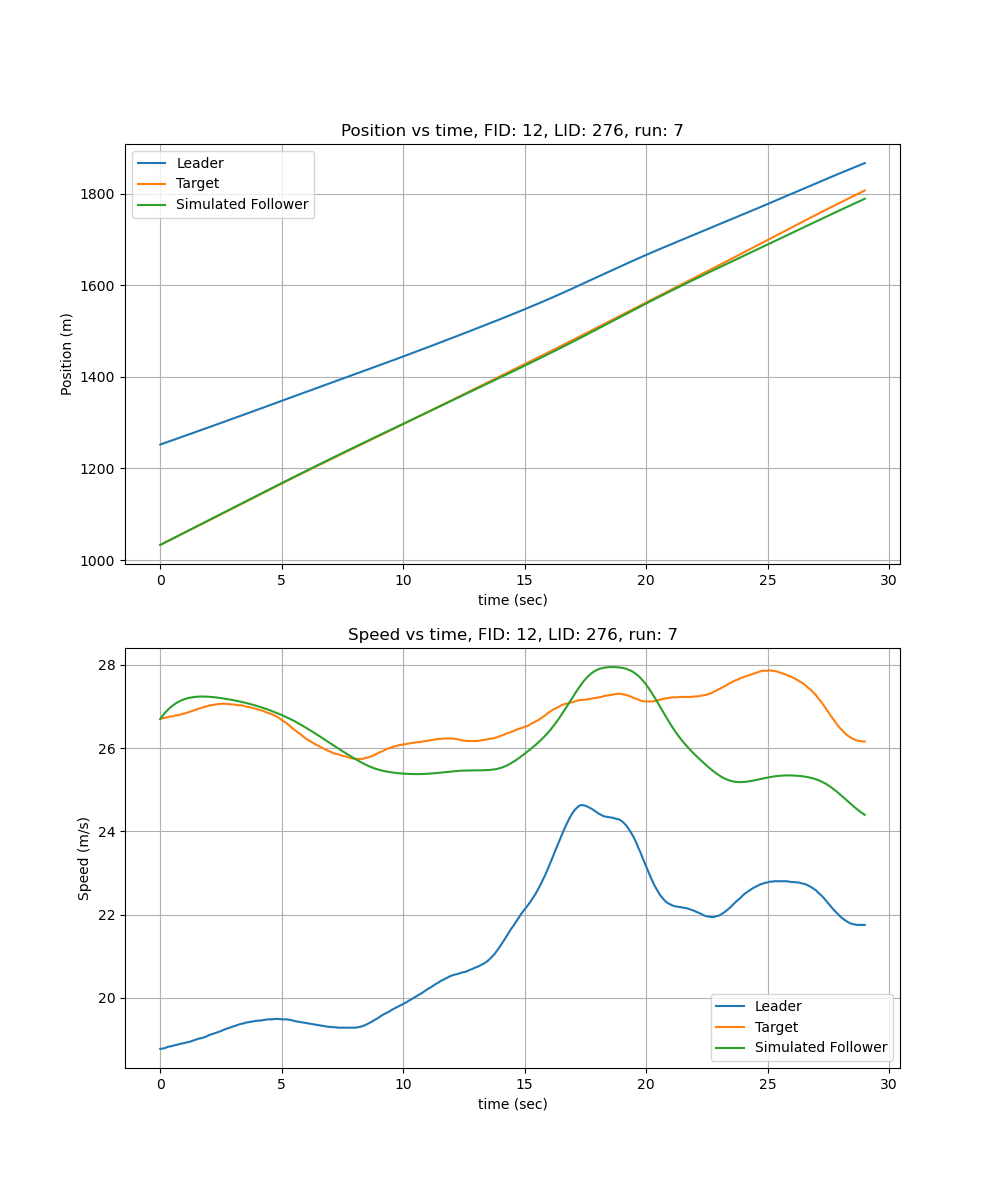 Position vs time, FID: 12, LID: 276, run: 7
Leader
Target
Simulated Follower
1800
1600
1400
1200
1000
Position (m)
0 5 10 15 20 25 30
time (sec)
Speed vs time, FID: 12, LID: 276, run: 7
28
26
24
22
20
Speed (m/s)
Leader
Target
Simulated Follower
0 5 10 15 20 25 30
time (sec)